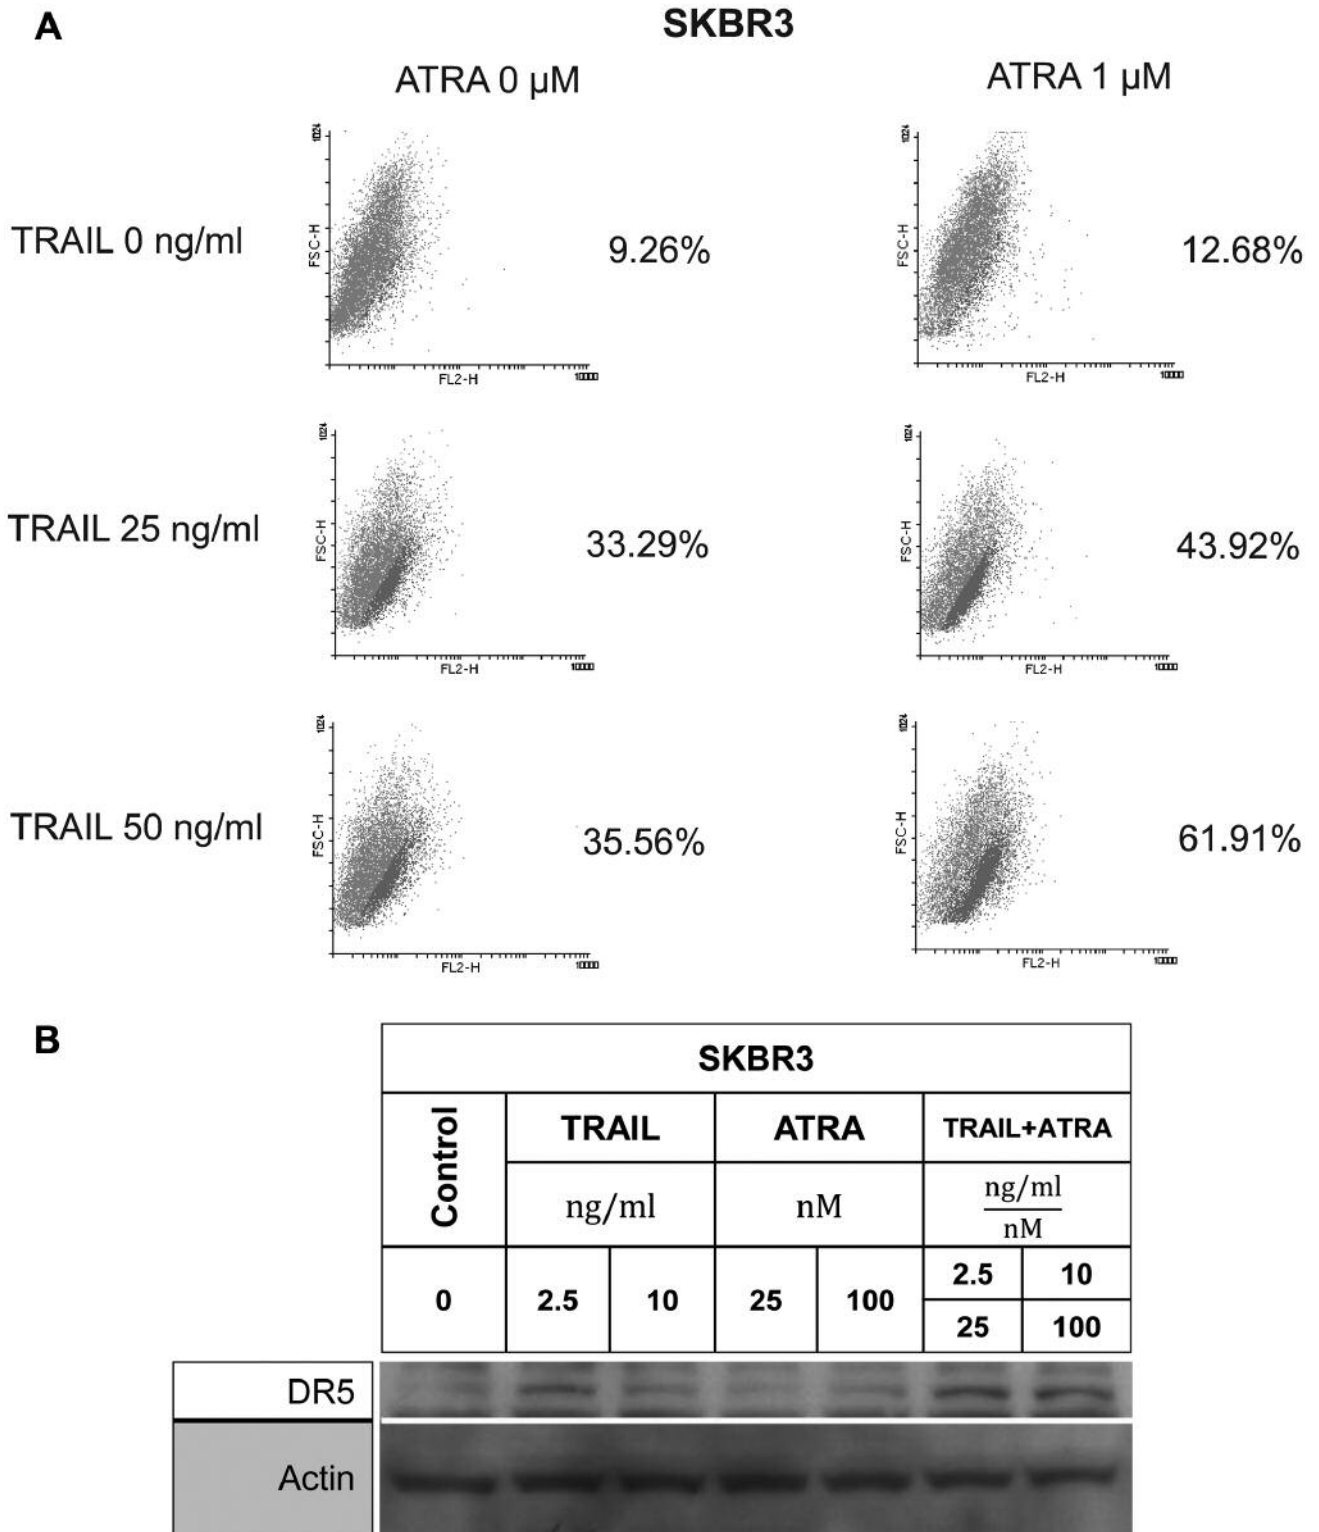 A
SKBR3
ATRA 0 µM
ATRA 1 µM
TRAIL 0 ng/ml
1024
FSC-H
FL2-H
10000
9.26%
1024
FSC-H
FL2-H
10000
12.68%
TRAIL 25 ng/ml
1024
FSC-H
FL2-H
10000
33.29%
1024
FSC-H
FL2-H
10000
43.92%
TRAIL 50 ng/ml
1024
FSC-H
FL2-H
10000
35.56%
1024
FSC-H
FL2-H
10000
61.91%
B
SKBR3
Control
TRAIL
ATRA
TRAIL+ATRA
ng/ml
nM
ng/ml
nM
0
2.5
10
25
100
2.5
10
25
100
DR5
Actin